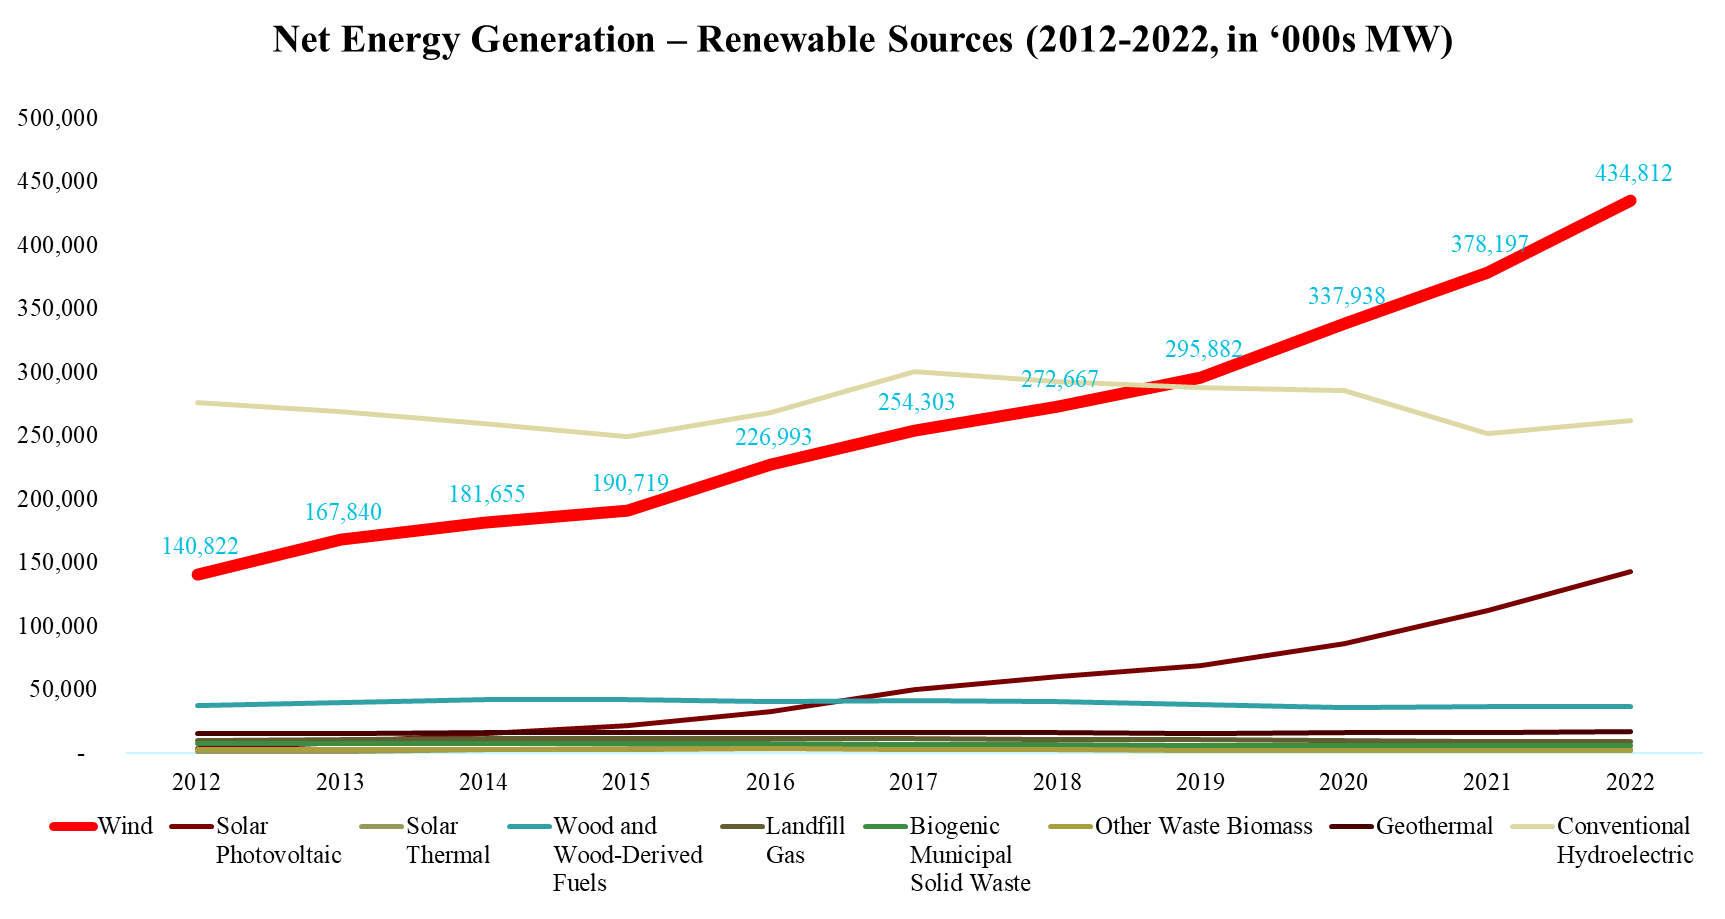 Net Energy Generation – Renewable Sources (2012-2022, in ‘000s MW)
500,000
450,000
400,000
350,000
300,000
250,000
200,000
150,000
100,000
50,000
-
140,822
167,840
181,655
190,719
226,993
254,303
272,667
295,882
337,938
378,197
434,812
2012 2013 2014 2015 2016 2017 2018 2019 2020 2021 2022
Wind
Solar
Photovoltaic
Solar
Thermal
Wood and
Wood-Derived
Fuels
Landfill
Gas
Biogenic
Municipal
Solid Waste
Other Waste Biomass
Geothermal
Conventional
Hydroelectric